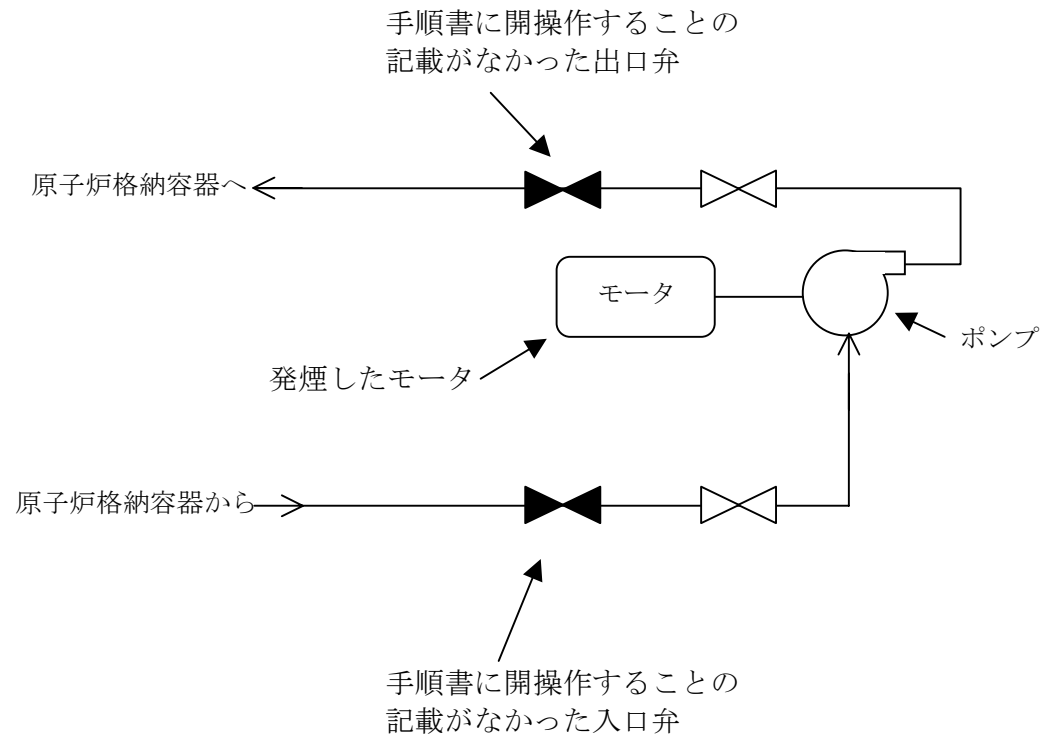 手順書に開操作することの
記載がなかった出口弁
原子炉格納容器へ
モータ
ポンプ
発煙したモータ
原子炉格納容器から
手順書に開操作することの
記載がなかった入口弁